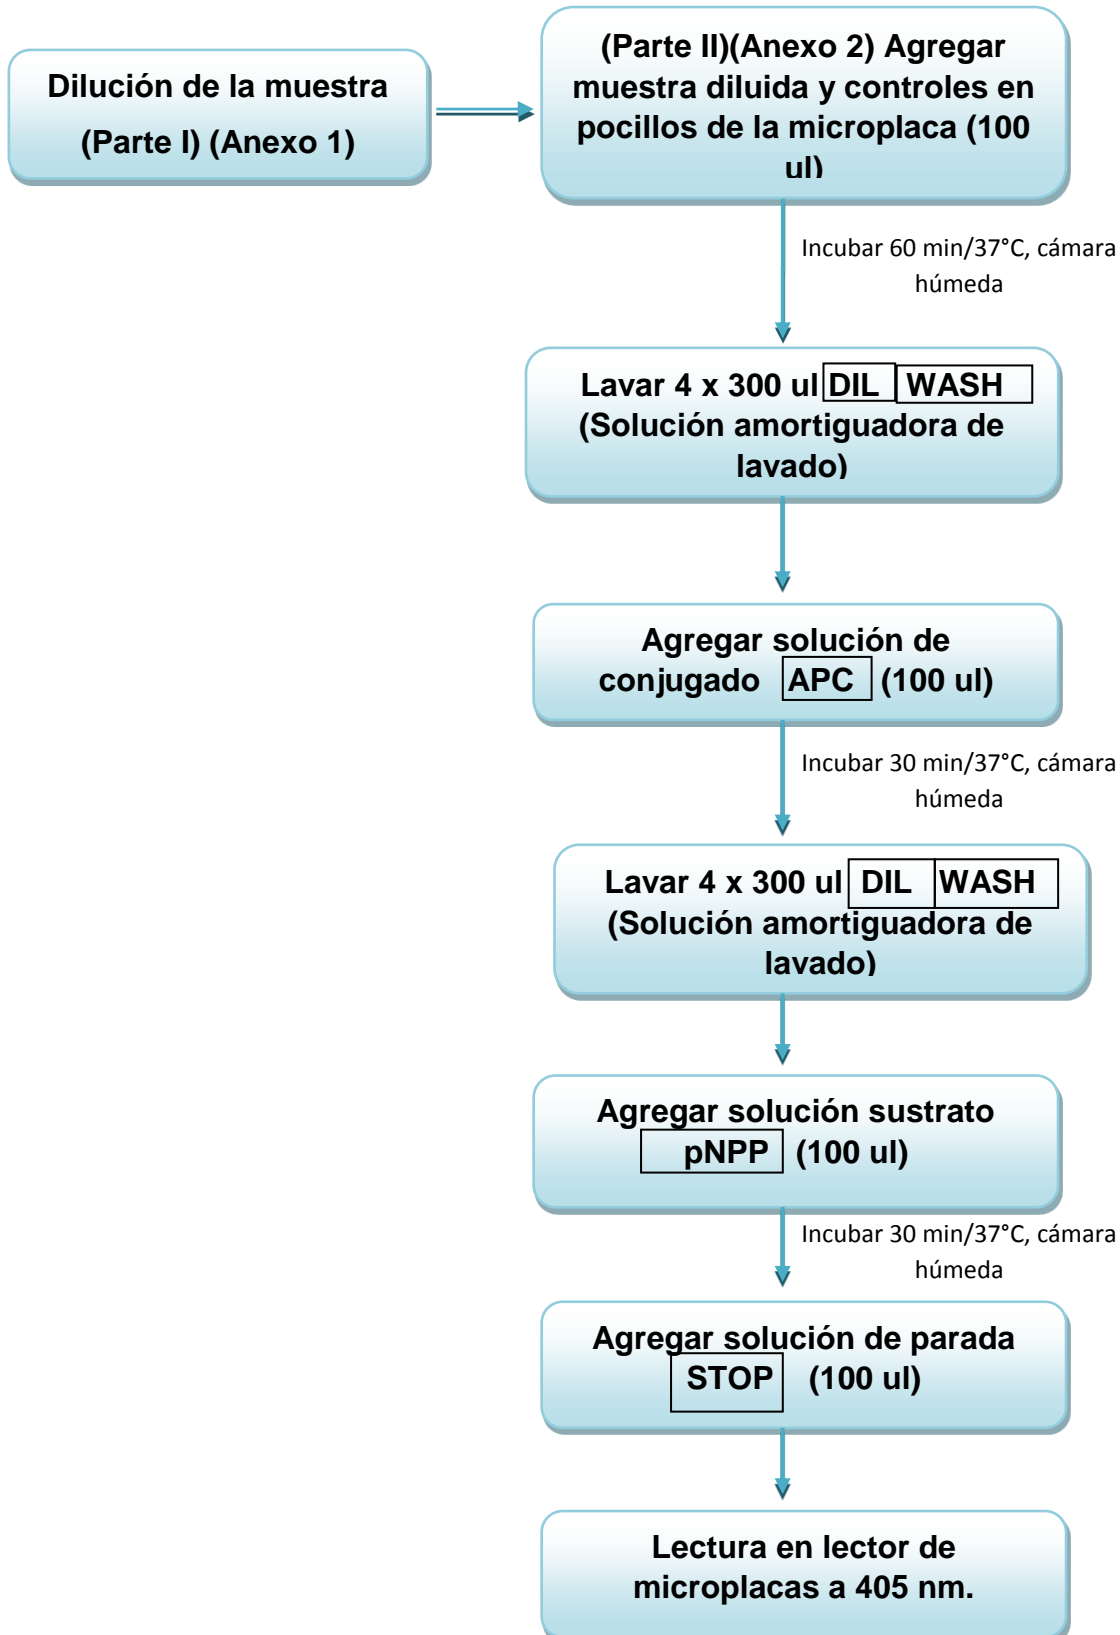 Dilución de la muestra
(Parte I) (Anexo 1)
(Parte II)(Anexo 2) Agregar
muestra diluida y controles en
pocillos de la microplaca (100
ul)
Incubar 60 min/37°C, cámara
húmeda
Lavar 4 x 300 ul DIL WASH
(Solución amortiguadora de
lavado)
Agregar solución de
conjugado APC (100 ul)
Incubar 30 min/37°C, cámara
húmeda
Lavar 4 x 300 ul DIL WASH
(Solución amortiguadora de
lavado)
Agregar solución sustrato
pNPP (100 ul)
Incubar 30 min/37°C, cámara
húmeda
Agregar solución de parada
STOP (100 ul)
Lectura en lector de
microplacas a 405 nm.